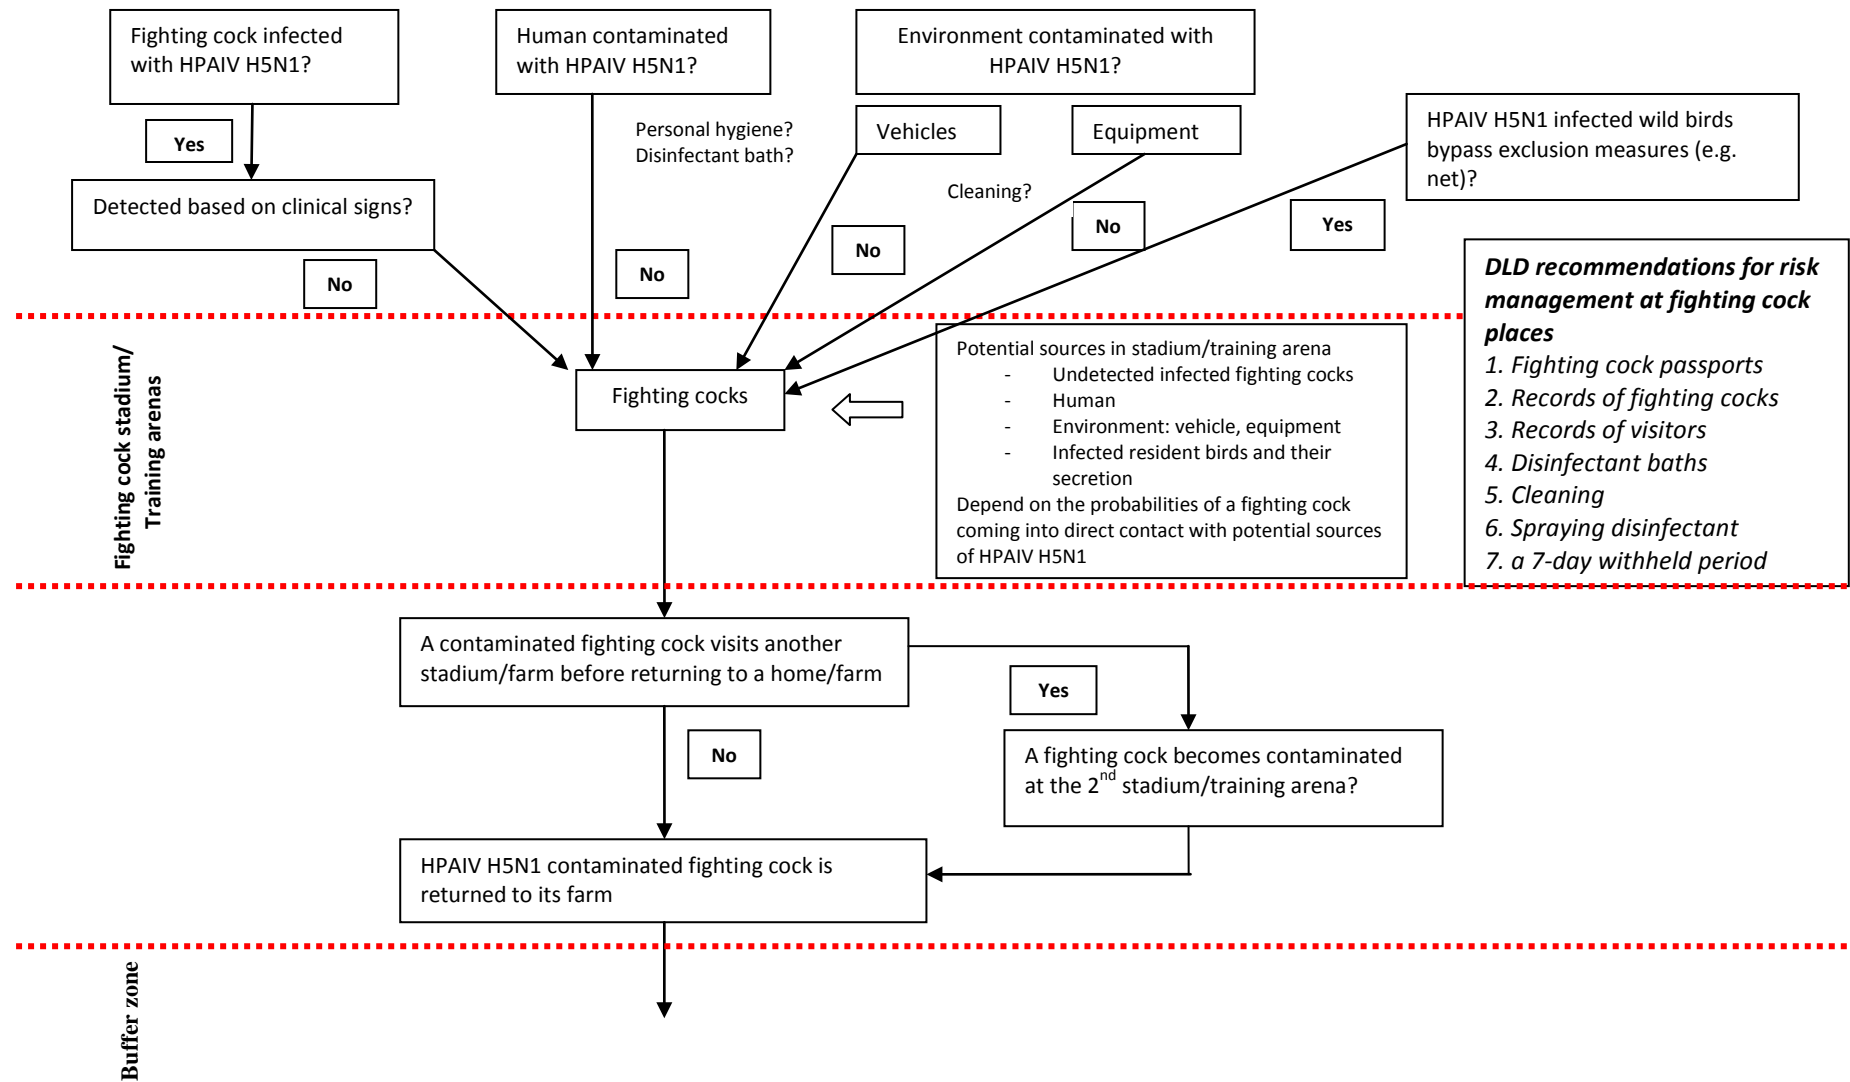 Fighting cock infected
with HPAIV H5N1?
Human contaminated
with HPAIV H5N1?
Environment contaminated with
HPAIV H5N1?
Yes
Personal hygiene?
Disinfectant bath?
Vehicles
Equipment
HPAIV H5N1 infected wild birds
bypass exclusion measures (e.g.
net)?
Detected based on clinical signs?
Cleaning?
No
No
No
No
Yes
DLD recommendations for risk
management at fighting cock
places
1. Fighting cock passports
2. Records of fighting cocks
3. Records of visitors
4. Disinfectant baths
5. Cleaning
6. Spraying disinfectant
7. a 7-day withheld period
Fighting cock stadium/
Training arenas
Fighting cocks
Potential sources in stadium/training arena
- Undetected infected fighting cocks
- Human
- Environment: vehicle, equipment
- Infected resident birds and their
secretion
Depend on the probabilities of a fighting cock
coming into direct contact with potential sources
of HPAIV H5N1
A contaminated fighting cock visits another
stadium/farm before returning to a home/farm
Yes
No
A fighting cock becomes contaminated
at the 2nd stadium/training arena?
HPAIV H5N1 contaminated fighting cock is
returned to its farm
Buffer zone